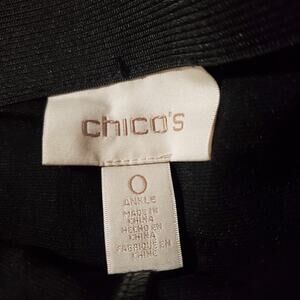 chico's
0
ANKLE
MADE IN
CHINA
HECHO EN
CHINA
FABRIQUE EN
CHINE